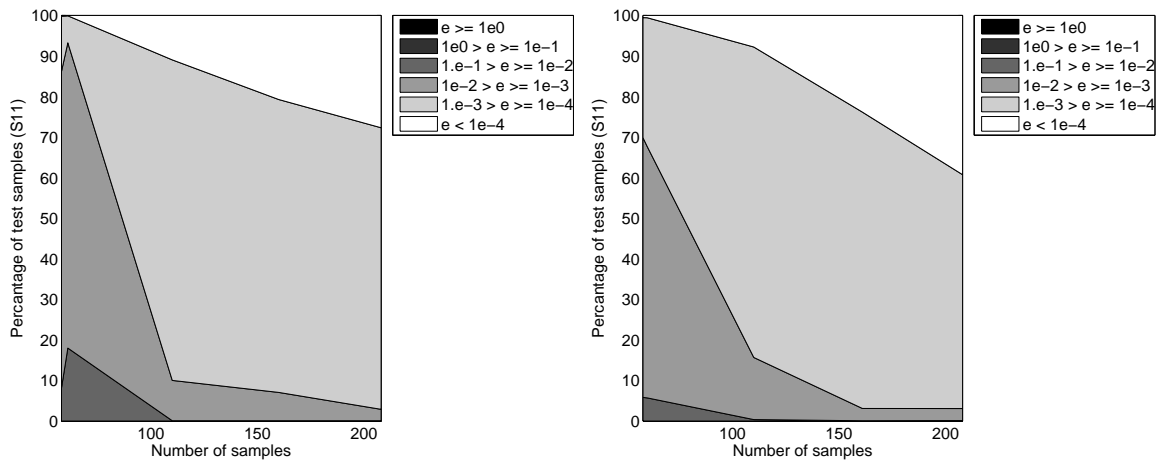 Percantage of test samples (S11)
100
90
80
70
60
50
40
30
20
10
0
100
150
200
Number of samples
e >= 1e0
1e0 > e >= 1e−1
1.e−1 > e >= 1e−2
1e−2 > e >= 1e−3
1.e−3 > e >= 1e−4
e < 1e−4
Percantage of test samples (S11)
100
90
80
70
60
50
40
30
20
10
0
100
150
200
Number of samples
e >= 1e0
1e0 > e >= 1e−1
1.e−1 > e >= 1e−2
1e−2 > e >= 1e−3
1.e−3 > e >= 1e−4
e < 1e−4